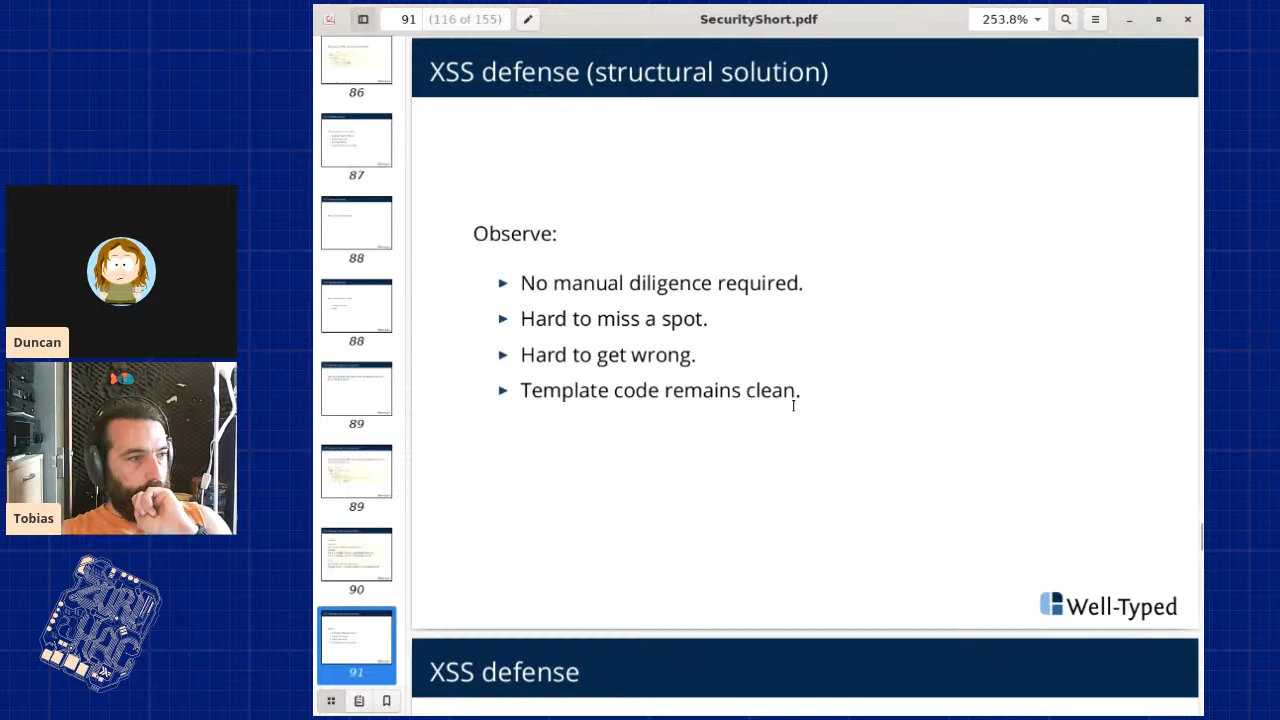 91 (116 of 155)
SecurityShort.pdf
253.8%
86
87
88
88
89
89
90
91
XSS defense (structural solution)
Observe:
No manual diligence required.
Hard to miss a spot.
Hard to get wrong.
Template code remains clean.
Well-Typed
XSS defense
Duncan
Tobias